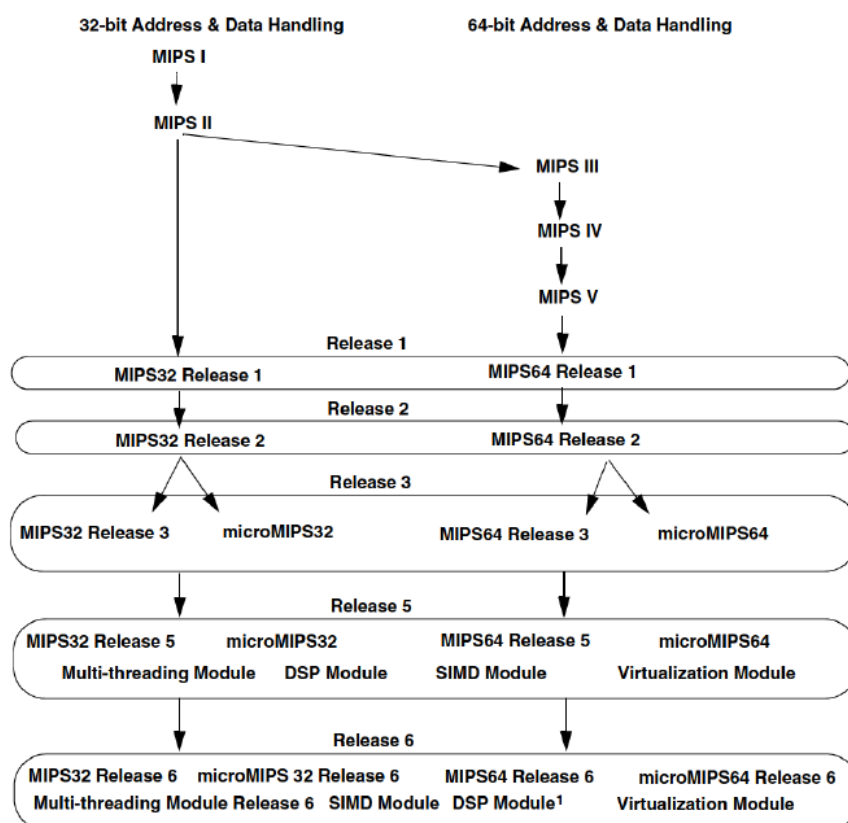 32-bit Address & Data Handling 64-bit Address & Data Handling
MIPS I
MIPS II
MIPS III
MIPS IV
MIPS V
Release 1
MIPS32 Release 1 MIPS64 Release 1
Release 2
MIPS32 Release 2 MIPS64 Release 2
Release 3
MIPS32 Release 3 microMIPS32 MIPS64 Release 3 microMIPS64
Release 5
MIPS32 Release 5 microMIPS32 MIPS64 Release 5 microMIPS64
Multi-threading Module DSP Module SIMD Module Virtualization Module
Release 6
MIPS32 Release 6 microMIPS 32 Release 6 MIPS64 Release 6 microMIPS64 Release 6
Multi-threading Module Release 6 SIMD Module DSP Module¹ Virtualization Module